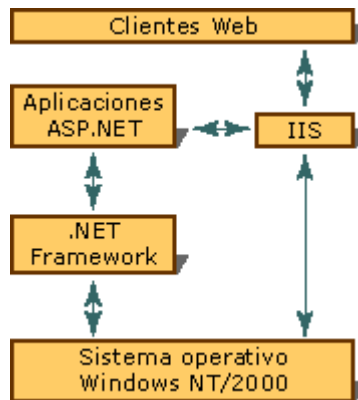 Clientes Web
Aplicaciones
ASP.NET
IIS
.NET
Framework
Sistema operativo
Windows NT/2000